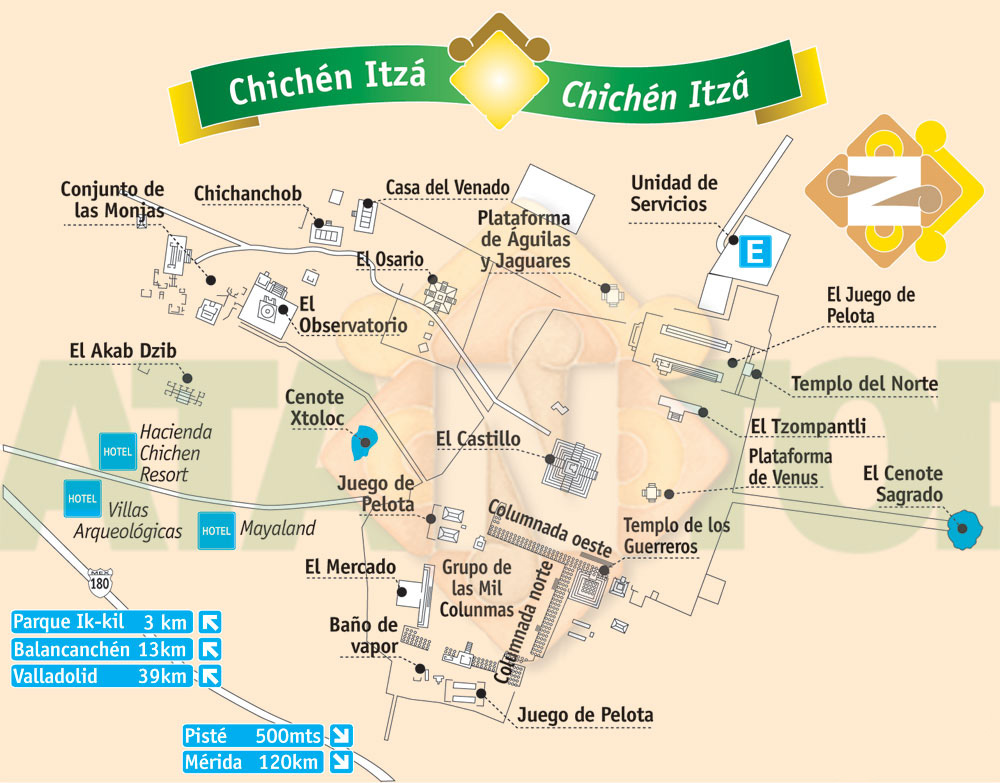 Chichén Itzá
Chichén Itzá
N
Conjunto de
las Monjas
Chichanchob
Casa del Venado
Plataforma
de Águilas
y Jaguares
Unidad de
Servicios
E
El Osario
El
Observatorio
El Juego de
Pelota
El Akab Dzib
Templo del Norte
Cenote
Xtoloc
El Castillo
El Tzompantli
Plataforma
de Venus
El Cenote
Sagrado
HOTEL
Hacienda
Chichen
Resort
HOTEL
Villas
Arqueológicas
HOTEL
Mayaland
Juego de
Pelota
Columnada oeste
Templo de los
Guerreros
El Mercado
Grupo de
las Mil
Colunmas
Columnada norte
Baño de
vapor
Juego de Pelota
MEX
180
Parque Ik-kil 3 km
Balancanchén 13km
Valladolid 39km
Pisté 500mts
Mérida 120km